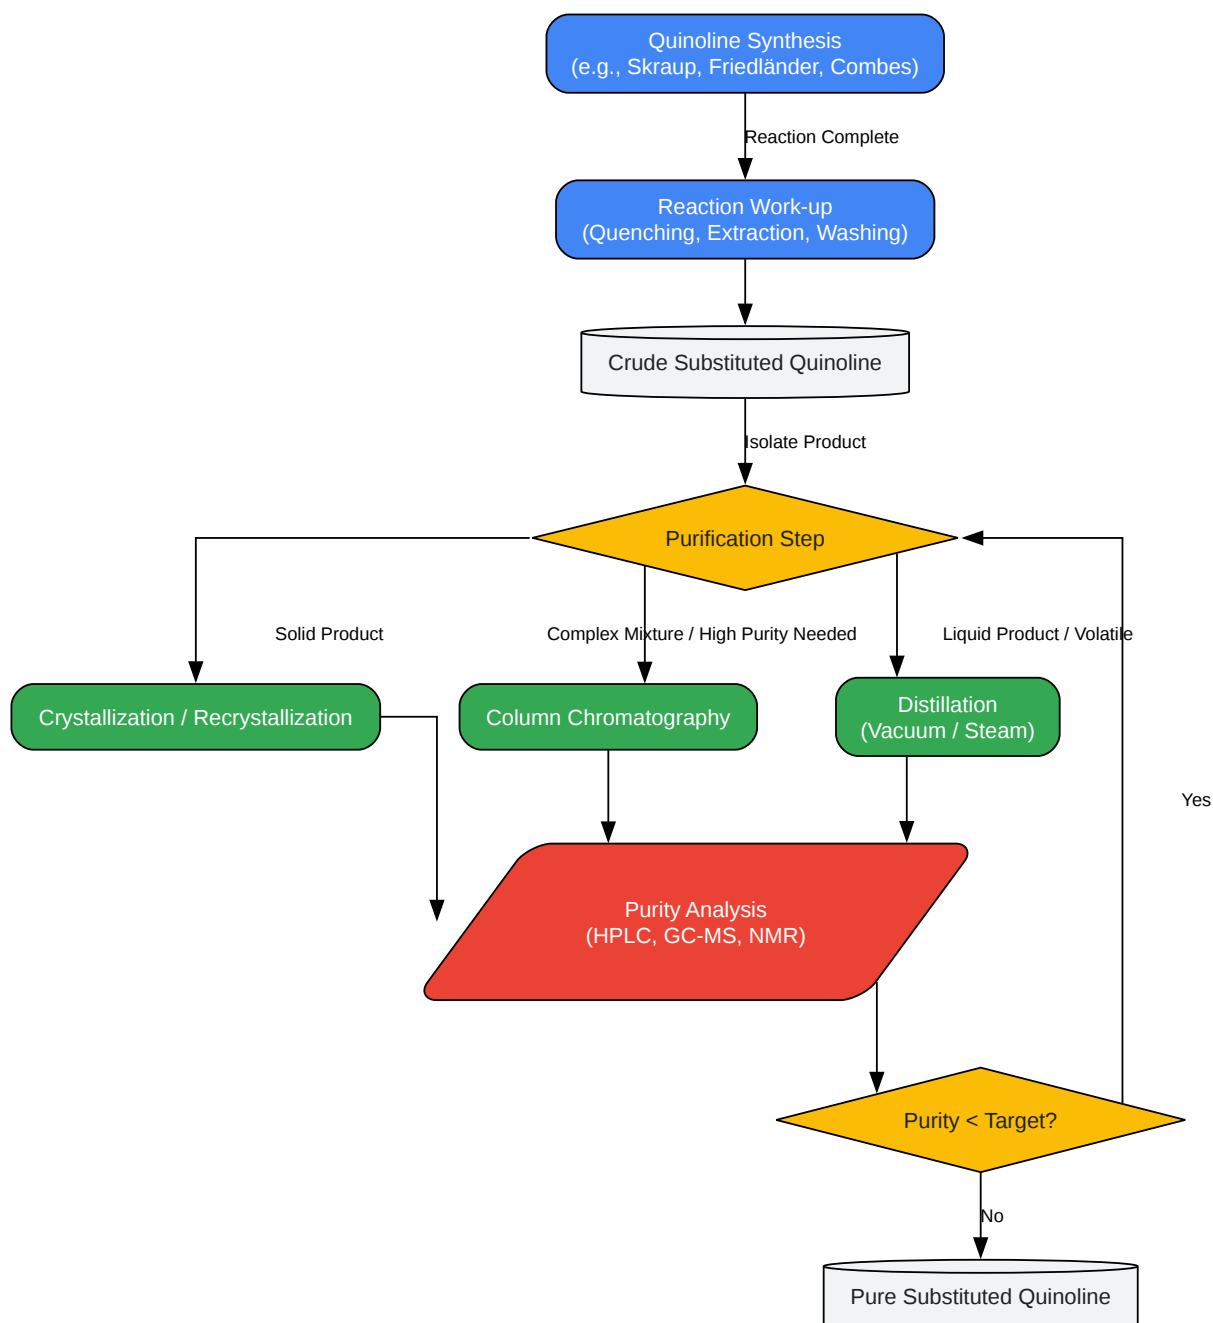 Quinoline Synthesis
(e.g., Skraup, Friedländer, Combes)
Reaction Complete
Reaction Work-up
(Quenching, Extraction, Washing)
Crude Substituted Quinoline
Isolate Product
Purification Step
Solid Product
Complex Mixture / High Purity Needed
Liquid Product / Volatile
Crystallization / Recrystallization
Column Chromatography
Distillation
(Vacuum / Steam)
Yes
Purity Analysis
(HPLC, GC-MS, NMR)
Purity < Target?
No
Pure Substituted Quinoline